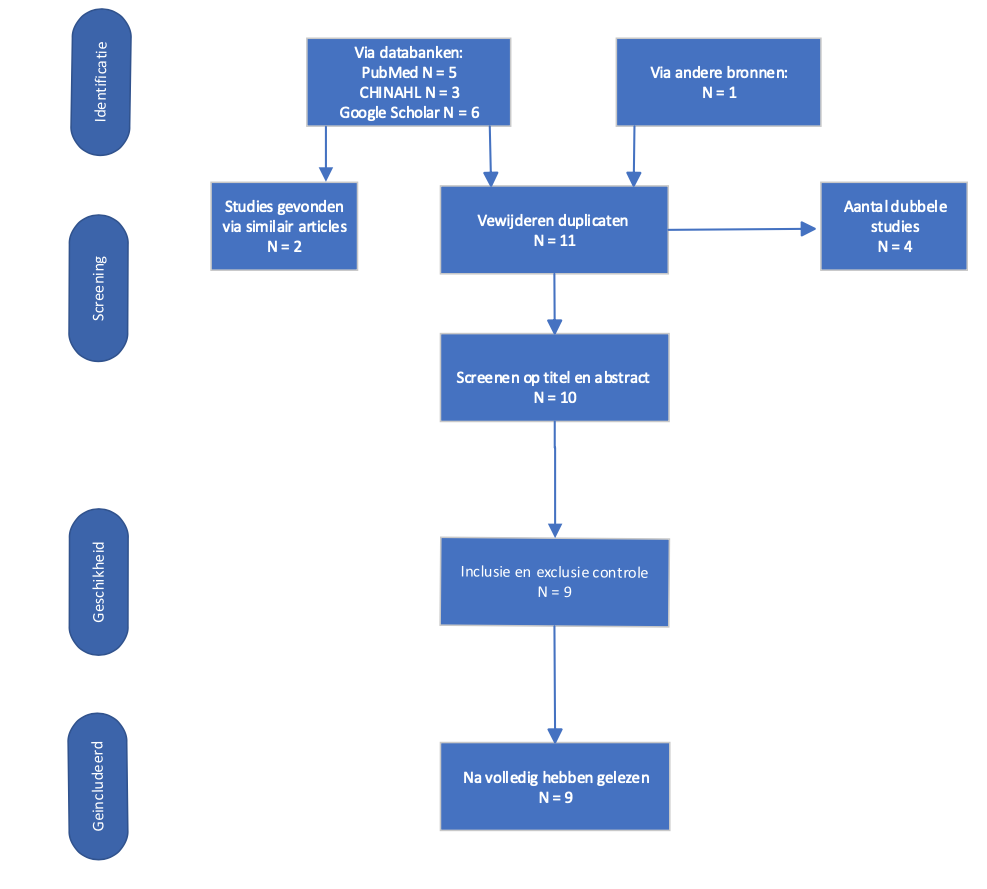 Identificatie
Via databanken:
PubMed N = 5
CHINAHL N = 3
Google Scholar N = 6
Via andere bronnen:
N = 1
Screening
Studies gevonden
via similair articles
N = 2
Vewijderen duplicaten
N = 11
Aantal dubbele
studies
N = 4
Screenen op titel en abstract
N = 10
Geschikheid
Inclusie en exclusie controle
N = 9
Geincludeerd
Na volledig hebben gelezen
N = 9